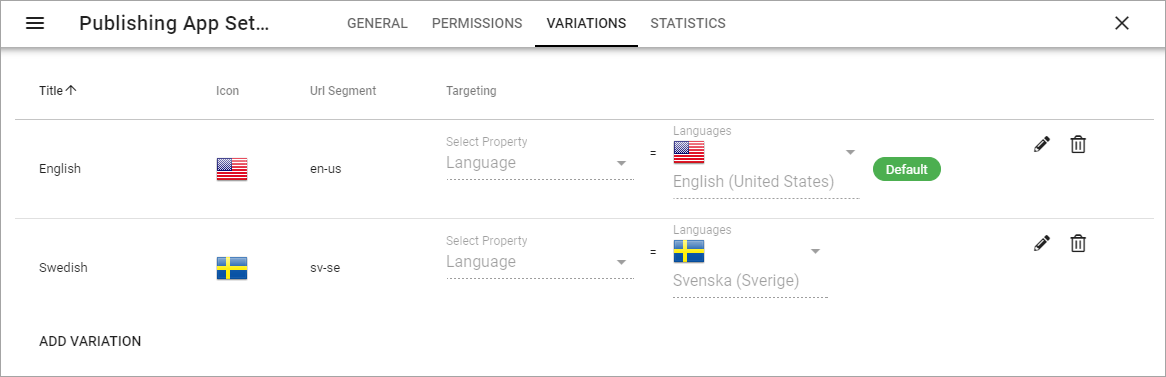 Publishing App Set... GENERAL PERMISSIONS VARIATIONS STATISTICS
Title Icon Url Segment Targeting
Select Property Languages
English en-us Language = English (United States) Default
Select Property Languages
Swedish sv-se Language = Svenska (Sverige)
ADD VARIATION